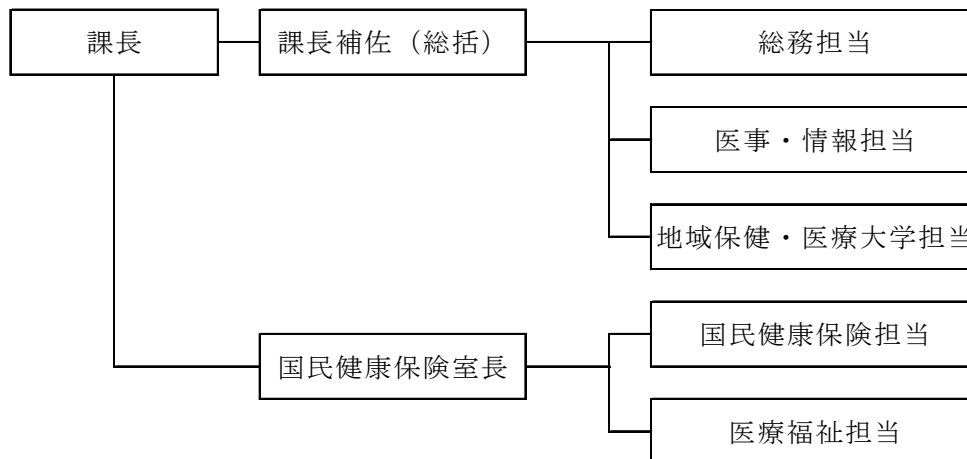 課長
課長補佐（総括）
総務担当
医事・情報担当
地域保健・医療大学担当
国民健康保険室長
国民健康保険担当
医療福祉担当